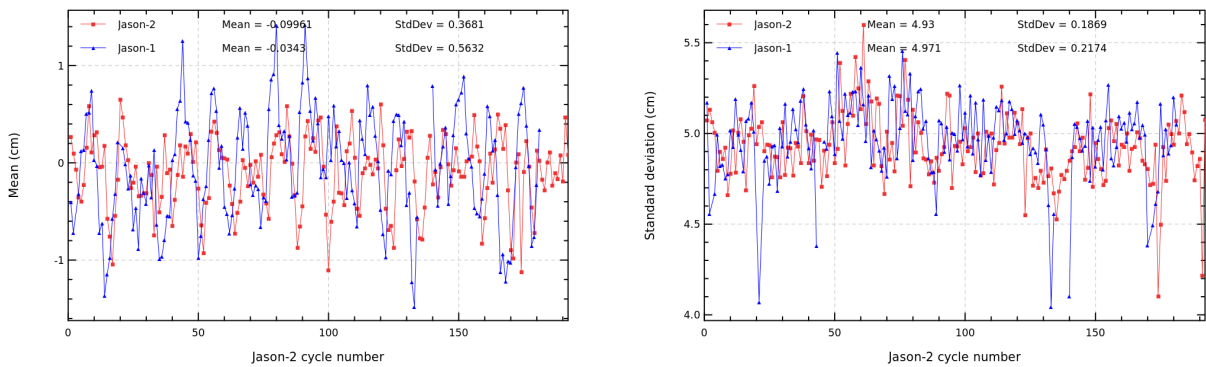 Jason-2 Mean = -0.09961 StdDev = 0.3681
Jason-1 Mean = -0.0343 StdDev = 0.5632
Mean (cm)
1
0
-1
0 50 100 150
Jason-2 cycle number
Jason-2 Mean = 4.93 StdDev = 0.1869
Jason-1 Mean = 4.971 StdDev = 0.2174
Standard deviation (cm)
5.5
5.0
4.5
4.0
0 50 100 150
Jason-2 cycle number